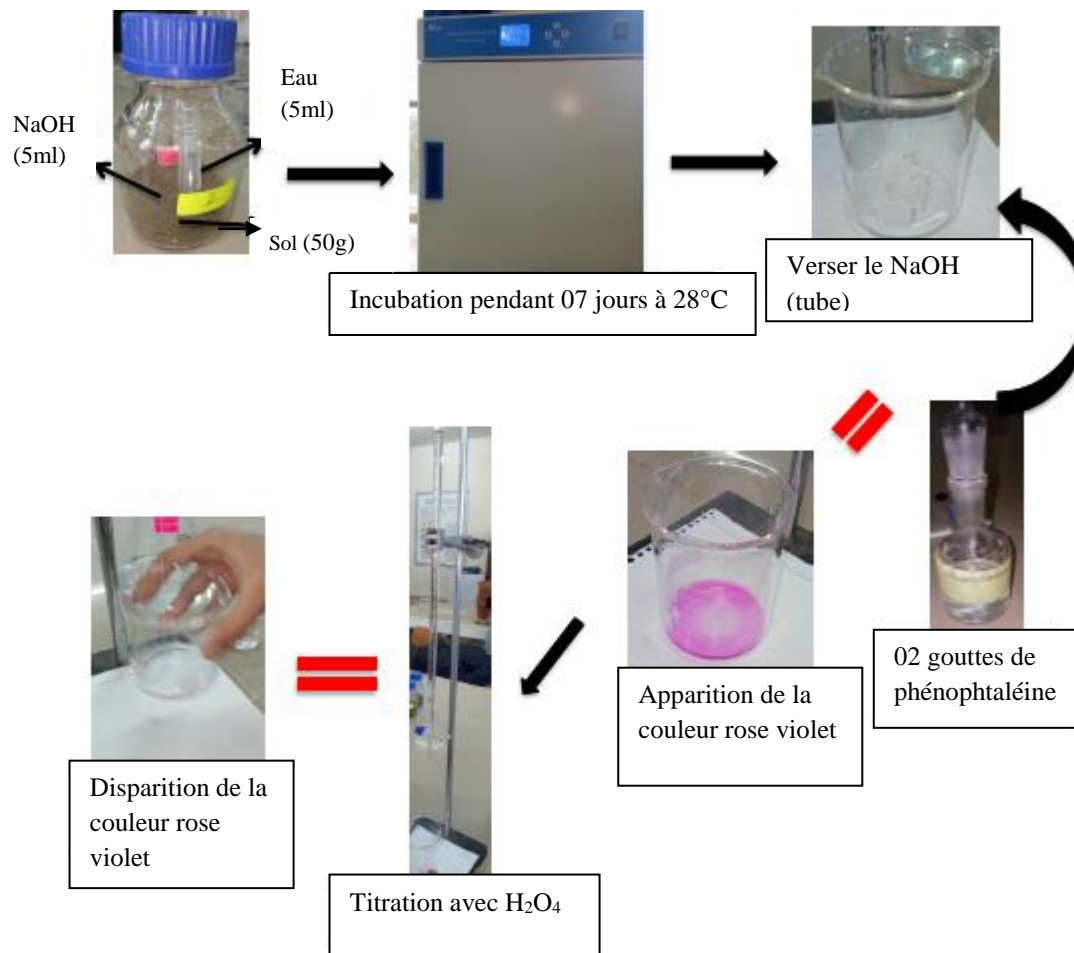 Eau
(5ml)
NaOH
(5ml)
Sol (50g)
Incubation pendant 07 jours à 28°C
Verser le NaOH
(tube)
02 gouttes de
phénophtaléine
Apparition de la
couleur rose violet
Titration avec H₂O₄
Disparition de la
couleur rose
violet